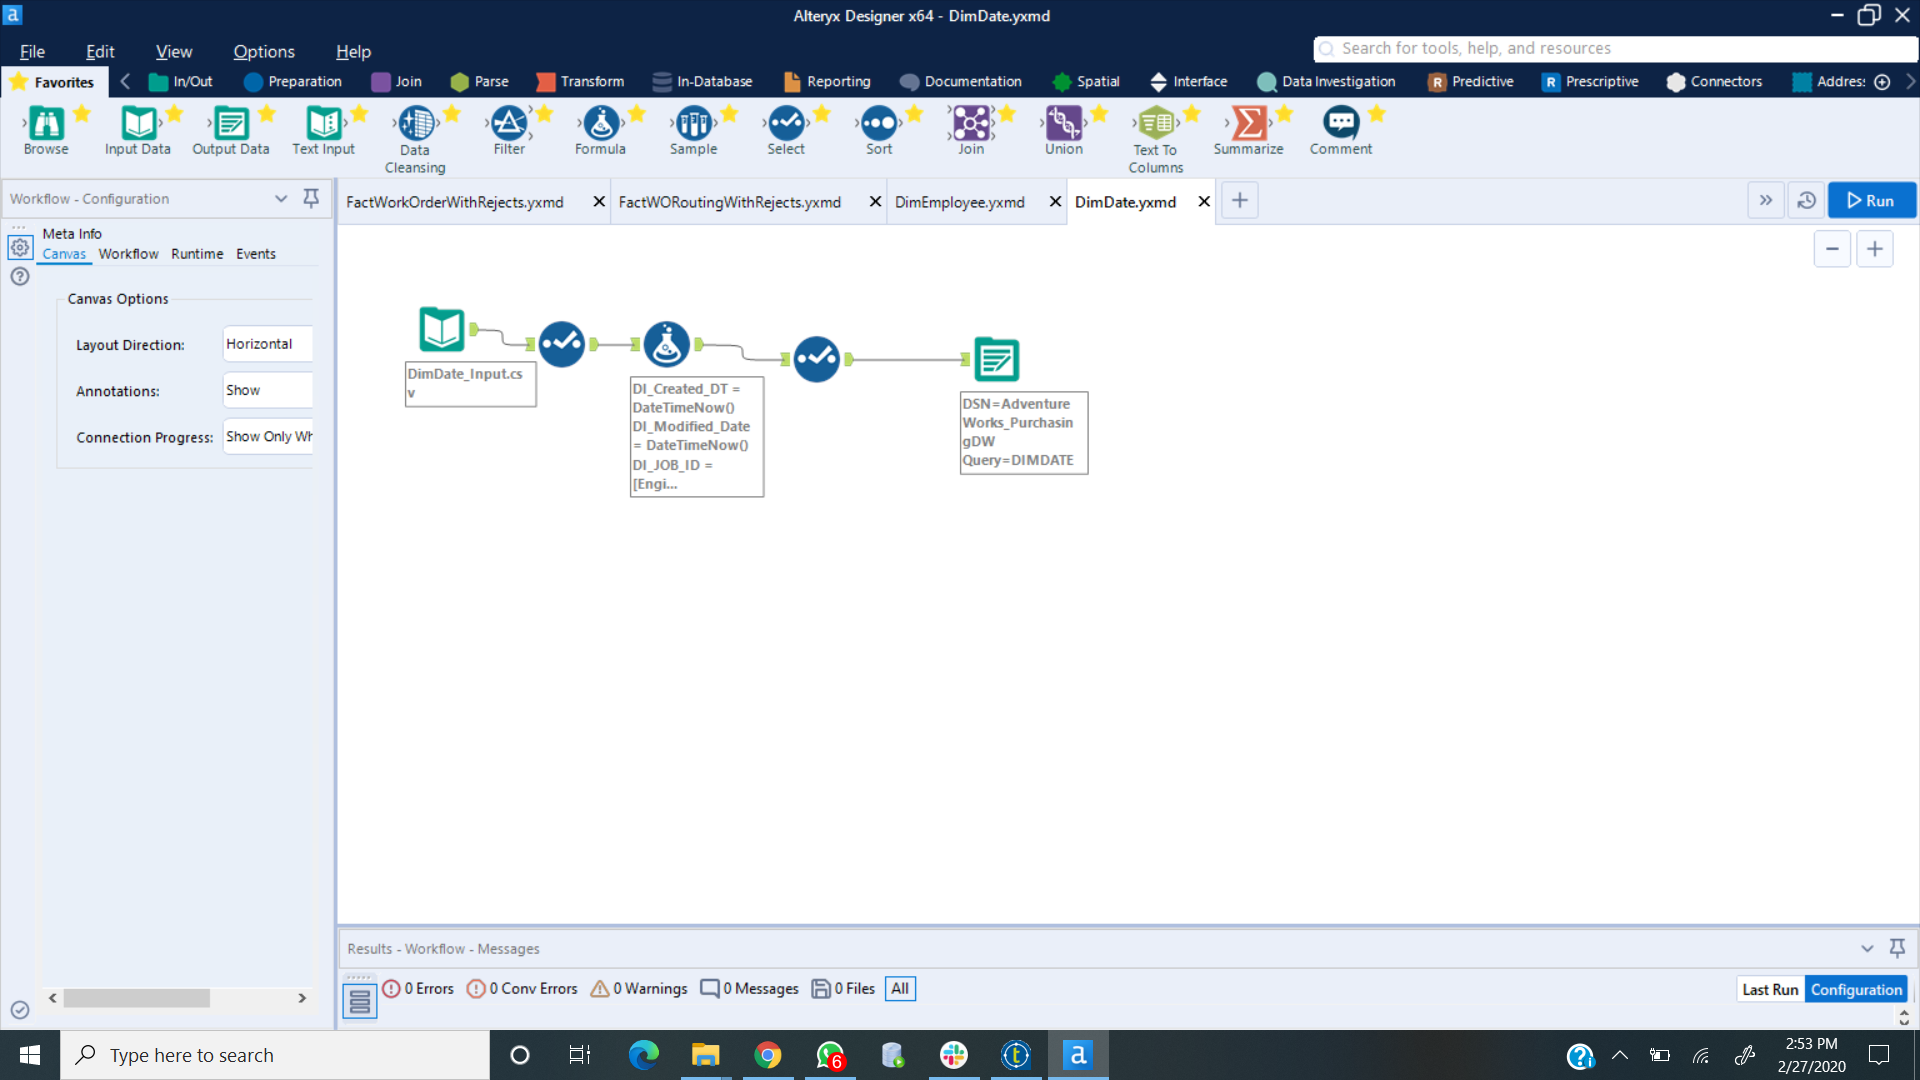 Alteryx Designer x64 - DimDate.yxmd
File Edit View Options Help
Search for tools, help, and resources
Favorites In/Out Preparation Join Parse Transform In-Database Reporting Documentation Spatial Interface Data Investigation Predictive Prescriptive Connectors Addres
Browse Input Data Output Data Text Input Data Cleansing Filter Formula Sample Select Sort Join Union Text To Columns Summarize Comment
Workflow - Configuration
FactWorkOrderWithRejects.yxmd FactWORoutingWithRejects.yxmd DimEmployee.yxmd DimDate.yxmd
Run
Meta Info
Canvas Workflow Runtime Events
Canvas Options
Layout Direction: Horizontal
Annotations: Show
Connection Progress: Show Only Wh
DimDate_Input.cs
v
DI_Created_DT =
DateTimeNow()
DI_Modified_Date
= DateTimeNow()
DI_JOB_ID =
[Engi...
DSN=Adventure
Works_Purchasin
gDW
Query=DIMDATE
Results - Workflow - Messages
0 Errors 0 Conv Errors 0 Warnings 0 Messages 0 Files All
Last Run Configuration
Type here to search
6
2:53 PM
2/27/2020